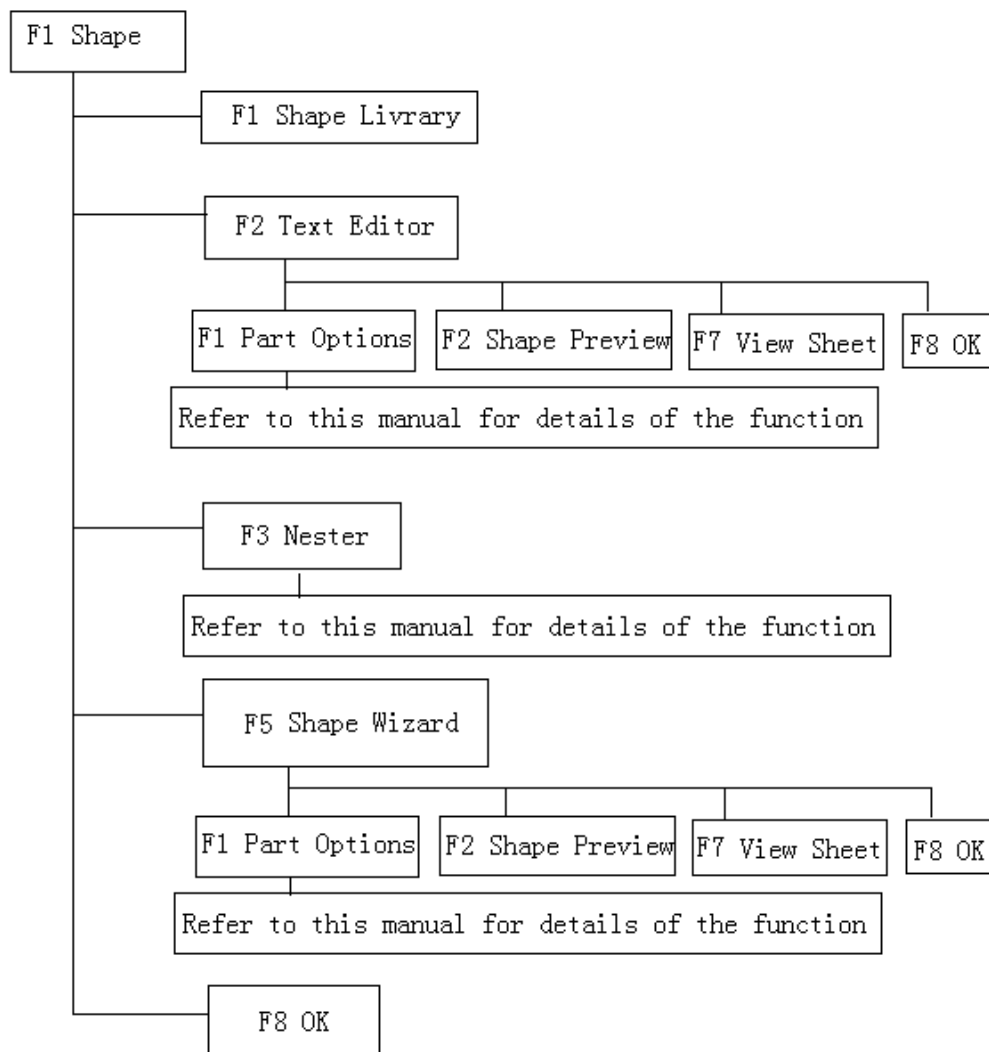 F1 Shape
F1 Shape Livrary
F2 Text Editor
F1 Part Options
F2 Shape Preview
F7 View Sheet
F8 OK
Refer to this manual for details of the function
F3 Nester
Refer to this manual for details of the function
F5 Shape Wizard
F1 Part Options
F2 Shape Preview
F7 View Sheet
F8 OK
Refer to this manual for details of the function
F8 OK